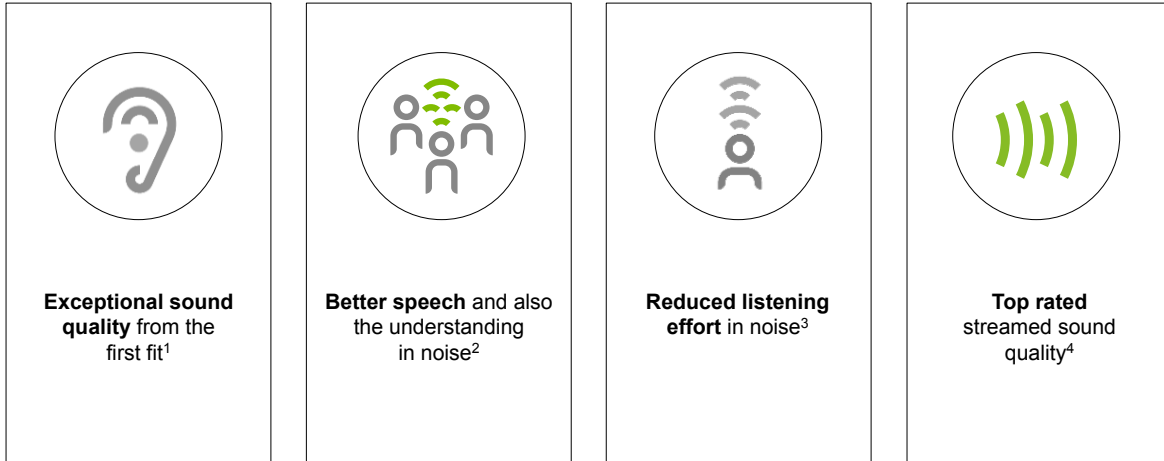 Exceptional sound
quality from the
first fit¹
Better speech and also
the understanding
in noise²
Reduced listening
effort in noise³
Top rated
streamed sound
quality⁴